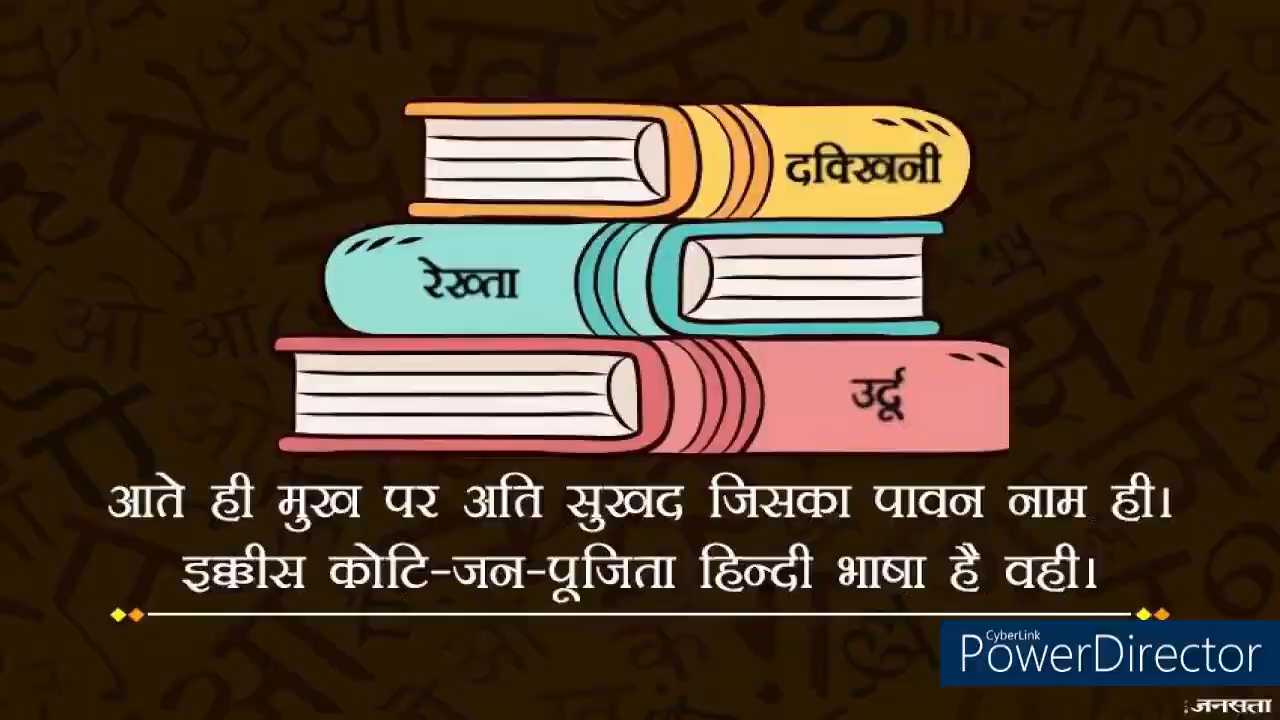 दक्खिनी
रेख्ता
उर्दू
आते ही मुख पर अति सुखद जिसका पावन नाम ही।
इक्कीस कोटि-जन-पूजिता हिन्दी भाषा है वही।
CyberLink
PowerDirector
जनसत्ता